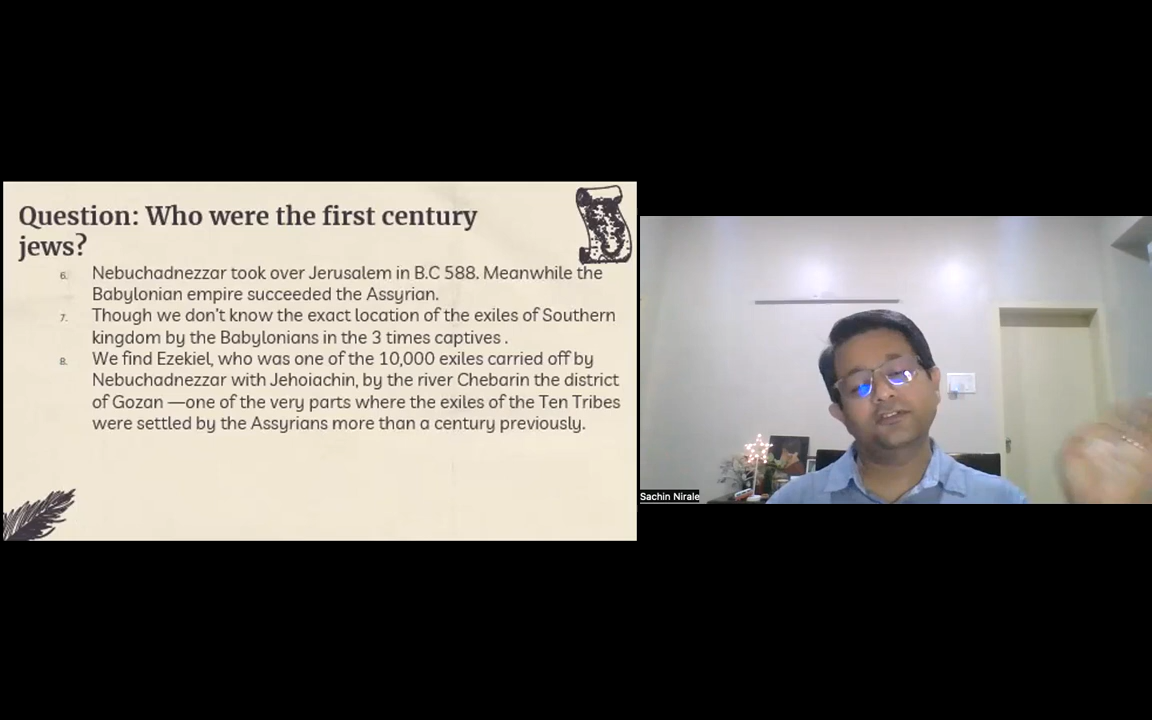 Question: Who were the first century
jews?
6. Nebuchadnezzar took over Jerusalem in B.C 588. Meanwhile the
Babylonian empire succeeded the Assyrian.
7. Though we don't know the exact location of the exiles of Southern
kingdom by the Babylonians in the 3 times captives .
8. We find Ezekiel, who was one of the 10,000 exiles carried off by
Nebuchadnezzar with Jehoiachin, by the river Chebarin the district
of Gozan —one of the very parts where the exiles of the Ten Tribes
were settled by the Assyrians more than a century previously.
Sachin Nirale